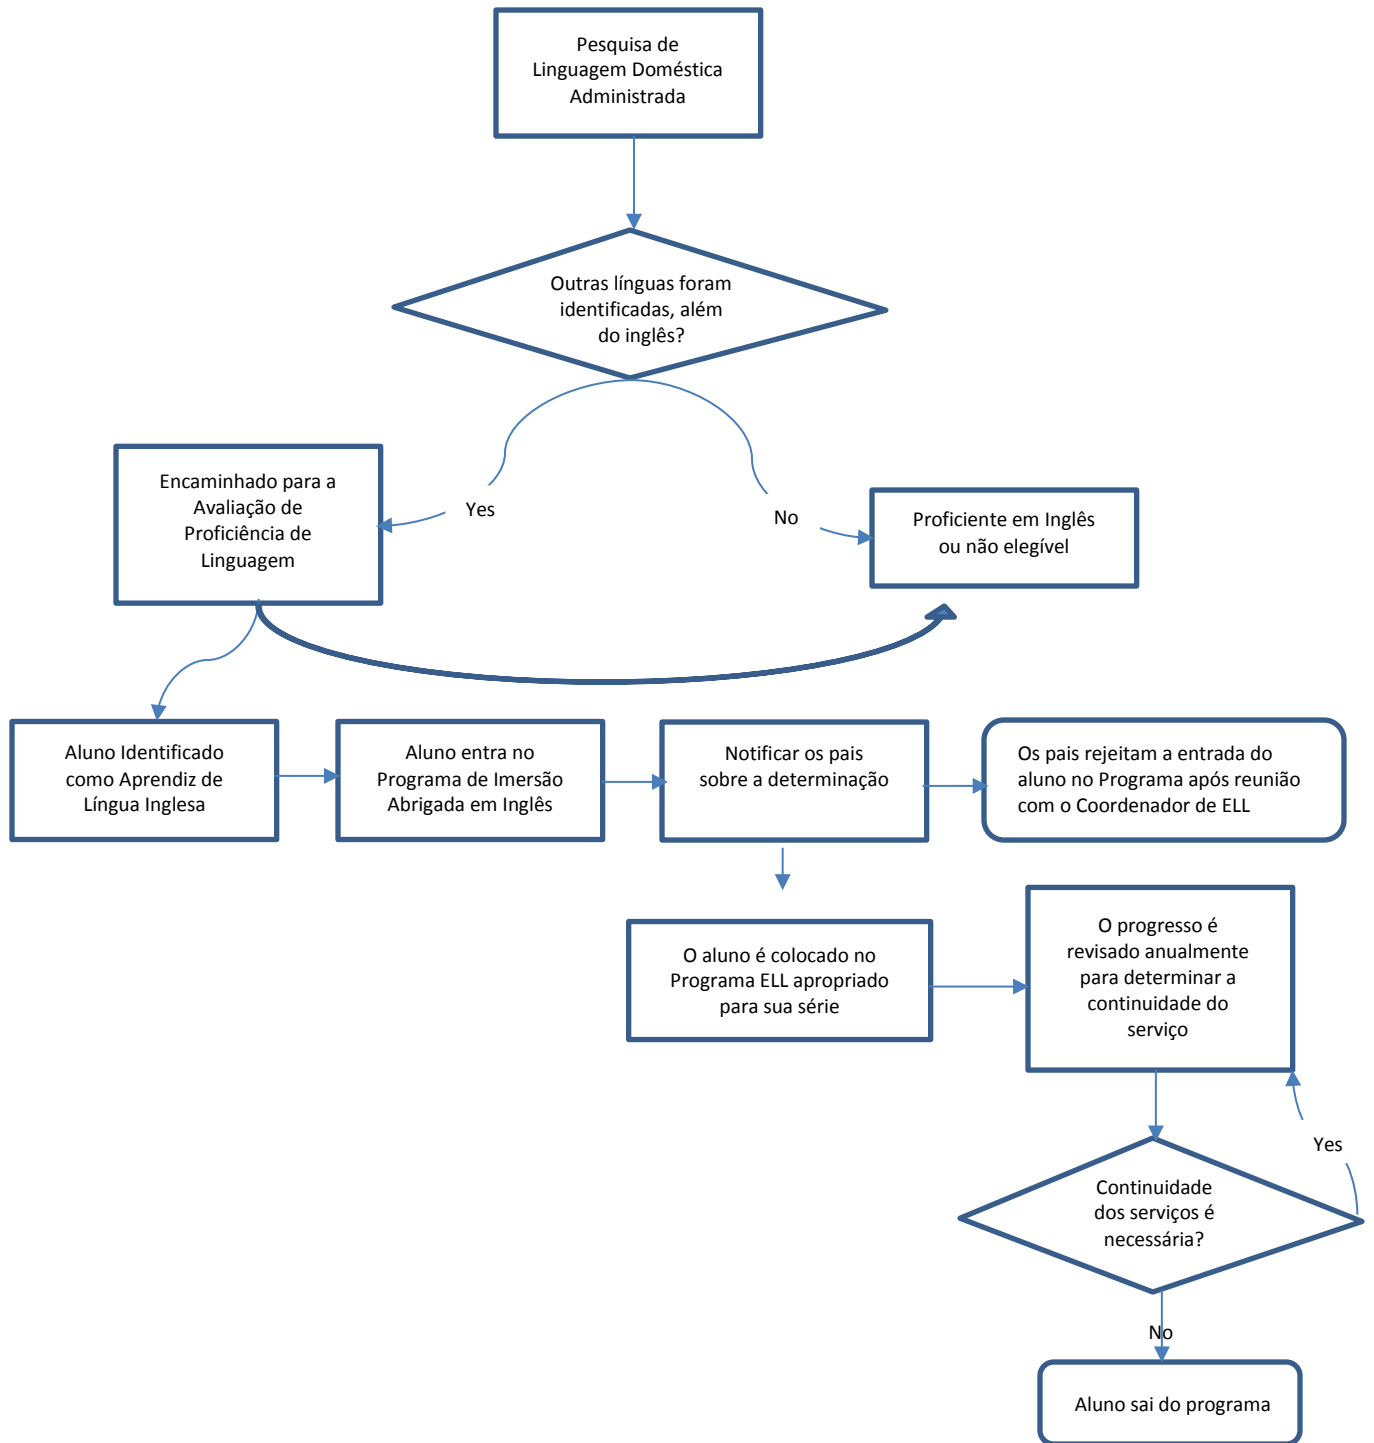 Pesquisa de
Linguagem Doméstica
Administrada
Outras línguas foram
identificadas, além
do inglês?
Encaminhado para a
Avaliação de
Proficiência de
Linguagem
Yes
No
Proficiente em Inglês
ou não elegível
Aluno Identificado
como Aprendiz de
Língua Inglesa
Aluno entra no
Programa de Imersão
Abrigada em Inglês
Notificar os pais
sobre a determinação
Os pais rejeitam a entrada do
aluno no Programa após reunião
com o Coordenador de ELL
O aluno é colocado no
Programa ELL apropriado
para sua série
O progresso é
revisado anualmente
para determinar a
continuidade do
serviço
Yes
Continuidade
dos serviços é
necessária?
No
Aluno sai do programa